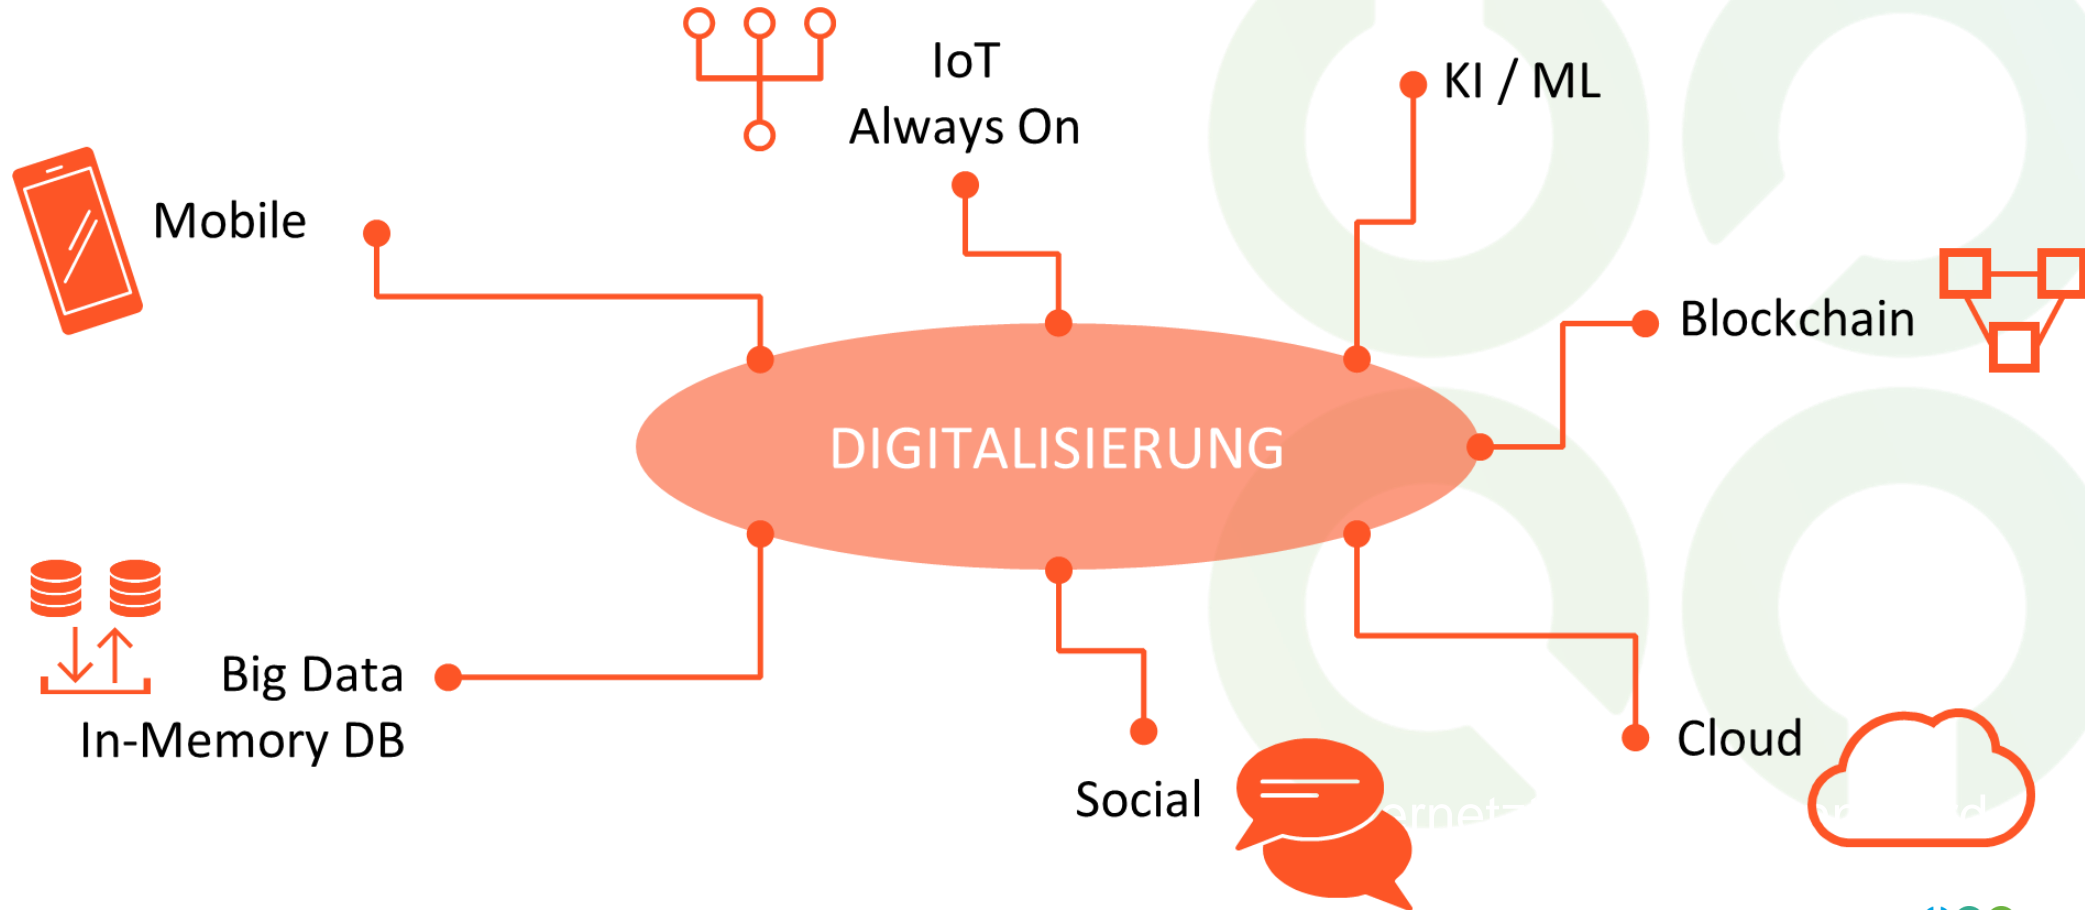 IoT
Always On
KI / ML
Mobile
Blockchain
DIGITALISIERUNG
Big Data
In-Memory DB
Social
Cloud